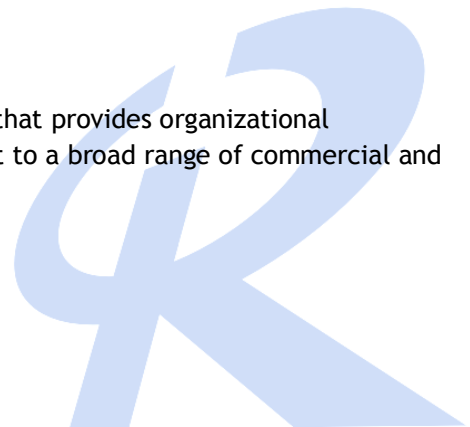 that provides organizational
to a broad range of commercial and